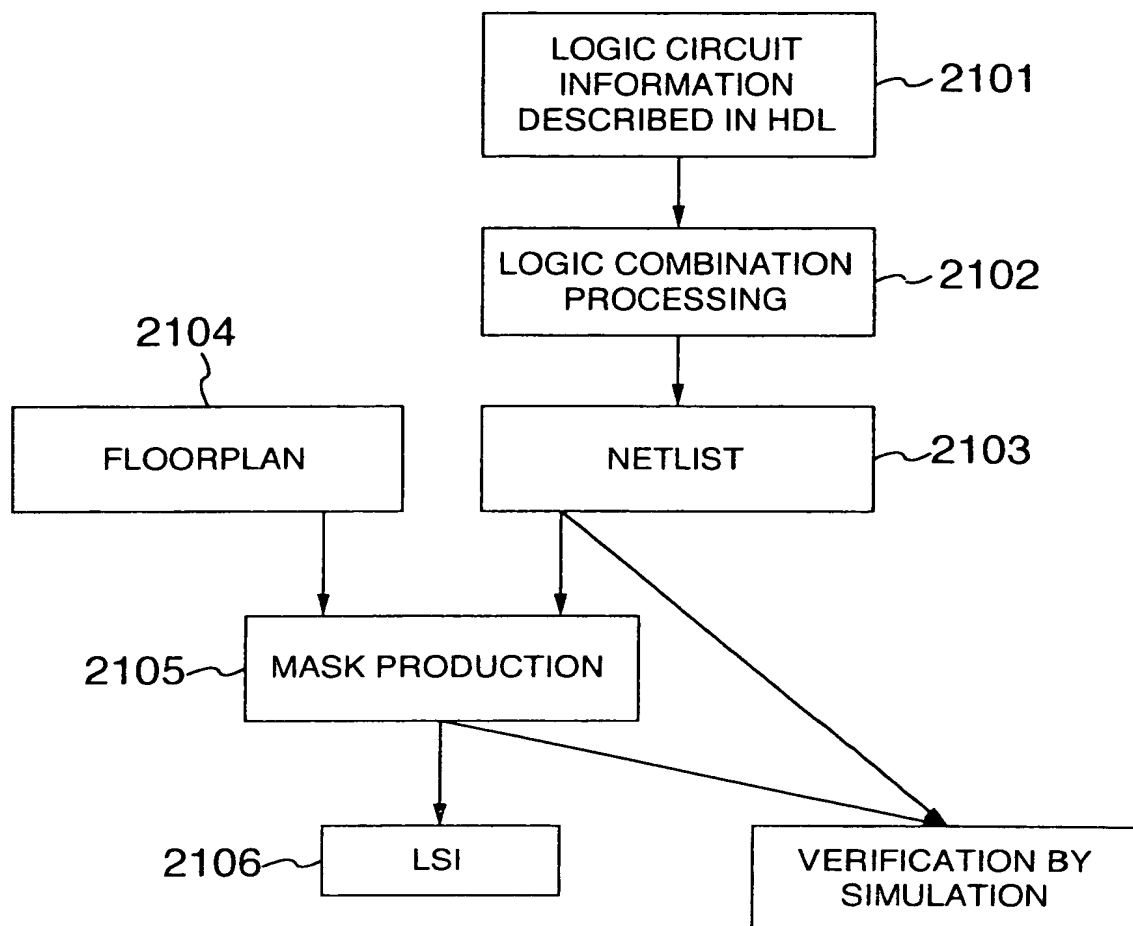 LOGIC CIRCUIT
INFORMATION
DESCRIBED IN HDL
2101
LOGIC COMBINATION
PROCESSING
2102
2104
FLOORPLAN
NETLIST
2103
2105
MASK PRODUCTION
2106
LSI
VERIFICATION BY
SIMULATION